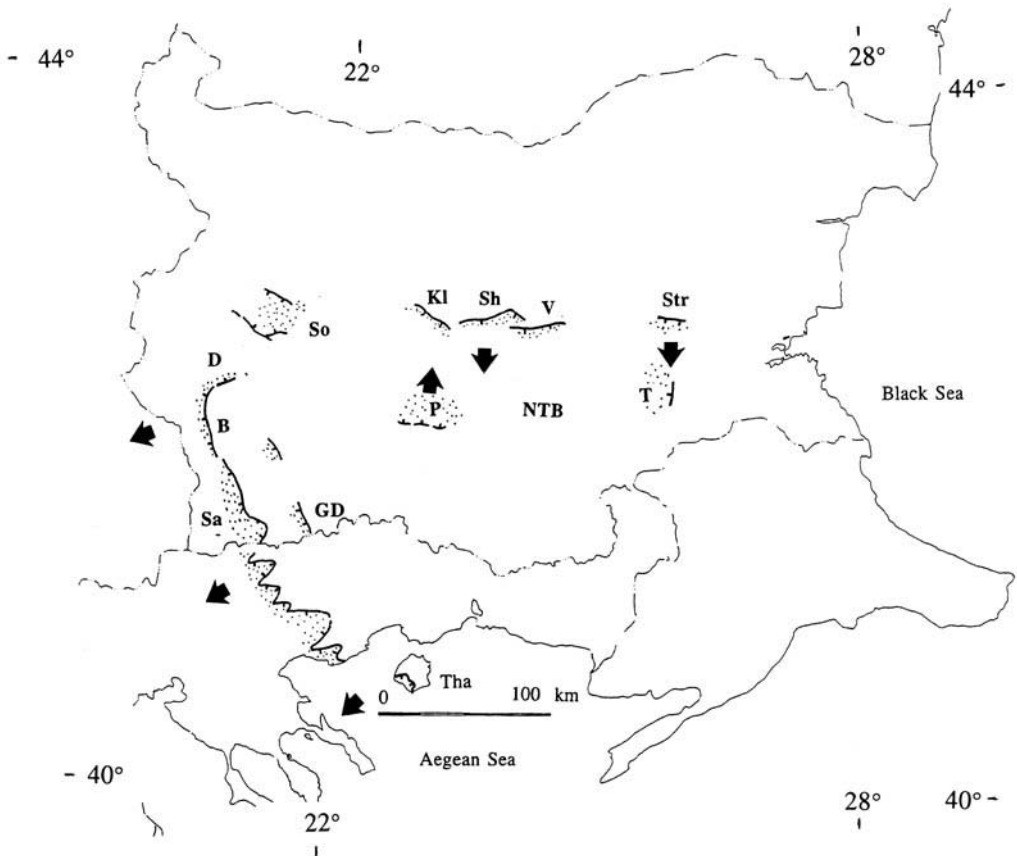 44°
22°
28°
44°
Kl
Sh
V
Str
So
D
B
P
NTB
T
Black Sea
Sa
GD
Tha
0 100 km
Aegean Sea
40°
22°
28°
40°